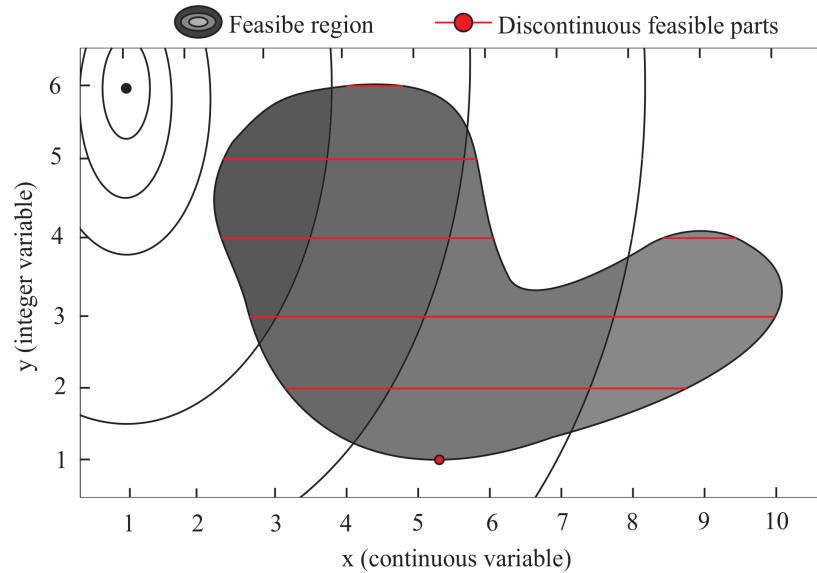 Feasibe region
Discontinuous feasible parts
y (integer variable)
6
5
4
3
2
1
1 2 3 4 5 6 7 8 9 10
x (continuous variable)